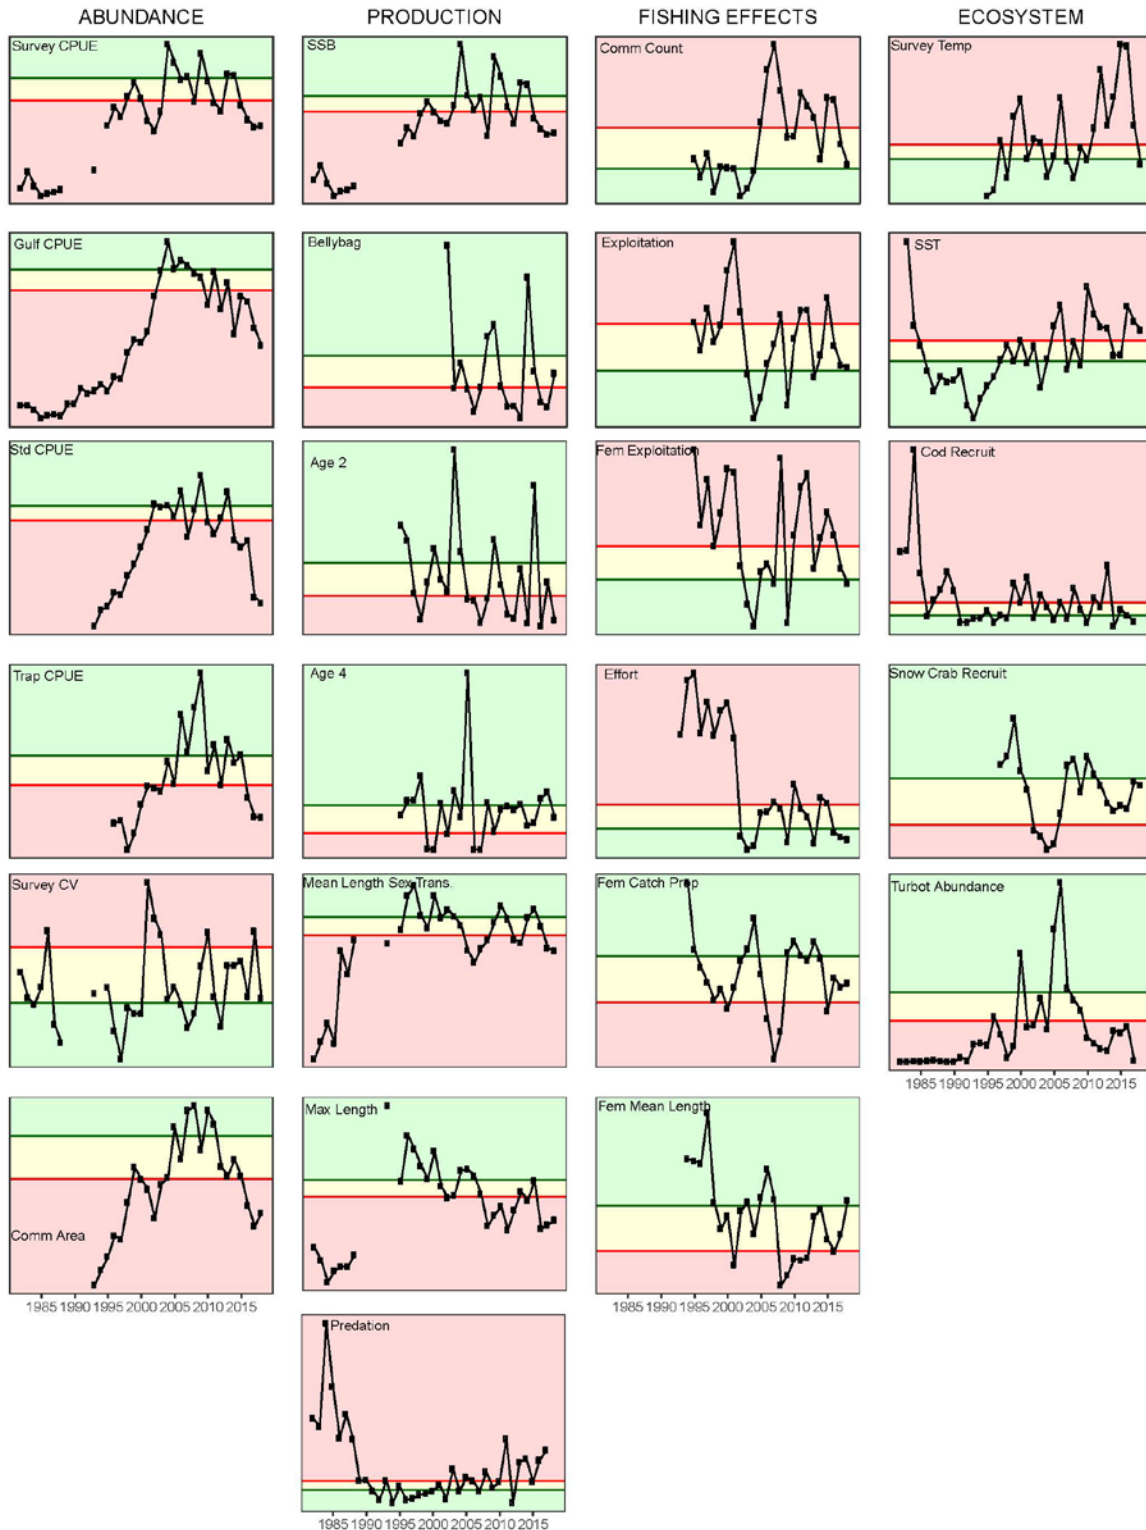 ABUNDANCE PRODUCTION FISHING EFFECTS ECOSYSTEM
Survey CPUE SSB Comm Count Survey Temp
Gulf CPUE Bellybag Exploitation SST
Std CPUE Age 2 Fem Exploitation Cod Recruit
Trap CPUE Age 4 Effort Snow Crab Recruit
Survey CV Mean Length Sex Trans. Fem Catch Prop Turbot Abundance
1985 1990 1995 2000 2005 2010 2015
Comm Area Max Length Fem Mean Length
1985 1990 1995 2000 2005 2010 2015 1985 1990 1995 2000 2005 2010 2015
Predation
1985 1990 1995 2000 2005 2010 2015